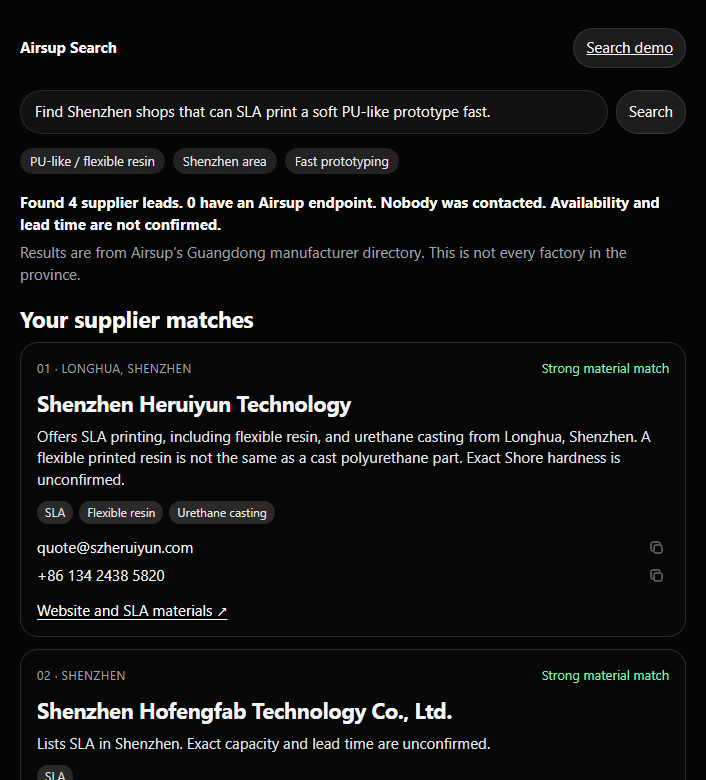 Airsup Search
Search demo
Find Shenzhen shops that can SLA print a soft PU-like prototype fast.
Search
PU-like / flexible resin
Shenzhen area
Fast prototyping
Found 4 supplier leads. 0 have an Airsup endpoint. Nobody was contacted. Availability and
lead time are not confirmed.
Results are from Airsup's Guangdong manufacturer directory. This is not every factory in the
province.
Your supplier matches
01 · LONGHUA, SHENZHEN
Strong material match
Shenzhen Heruiyun Technology
Offers SLA printing, including flexible resin, and urethane casting from Longhua, Shenzhen. A
flexible printed resin is not the same as a cast polyurethane part. Exact Shore hardness is
unconfirmed.
SLA
Flexible resin
Urethane casting
quote@szheruiyun.com
+86 134 2438 5820
Website and SLA materials ↗
02 · SHENZHEN
Strong material match
Shenzhen Hofengfab Technology Co., Ltd.
Lists SLA in Shenzhen. Exact capacity and lead time are unconfirmed.
SLA